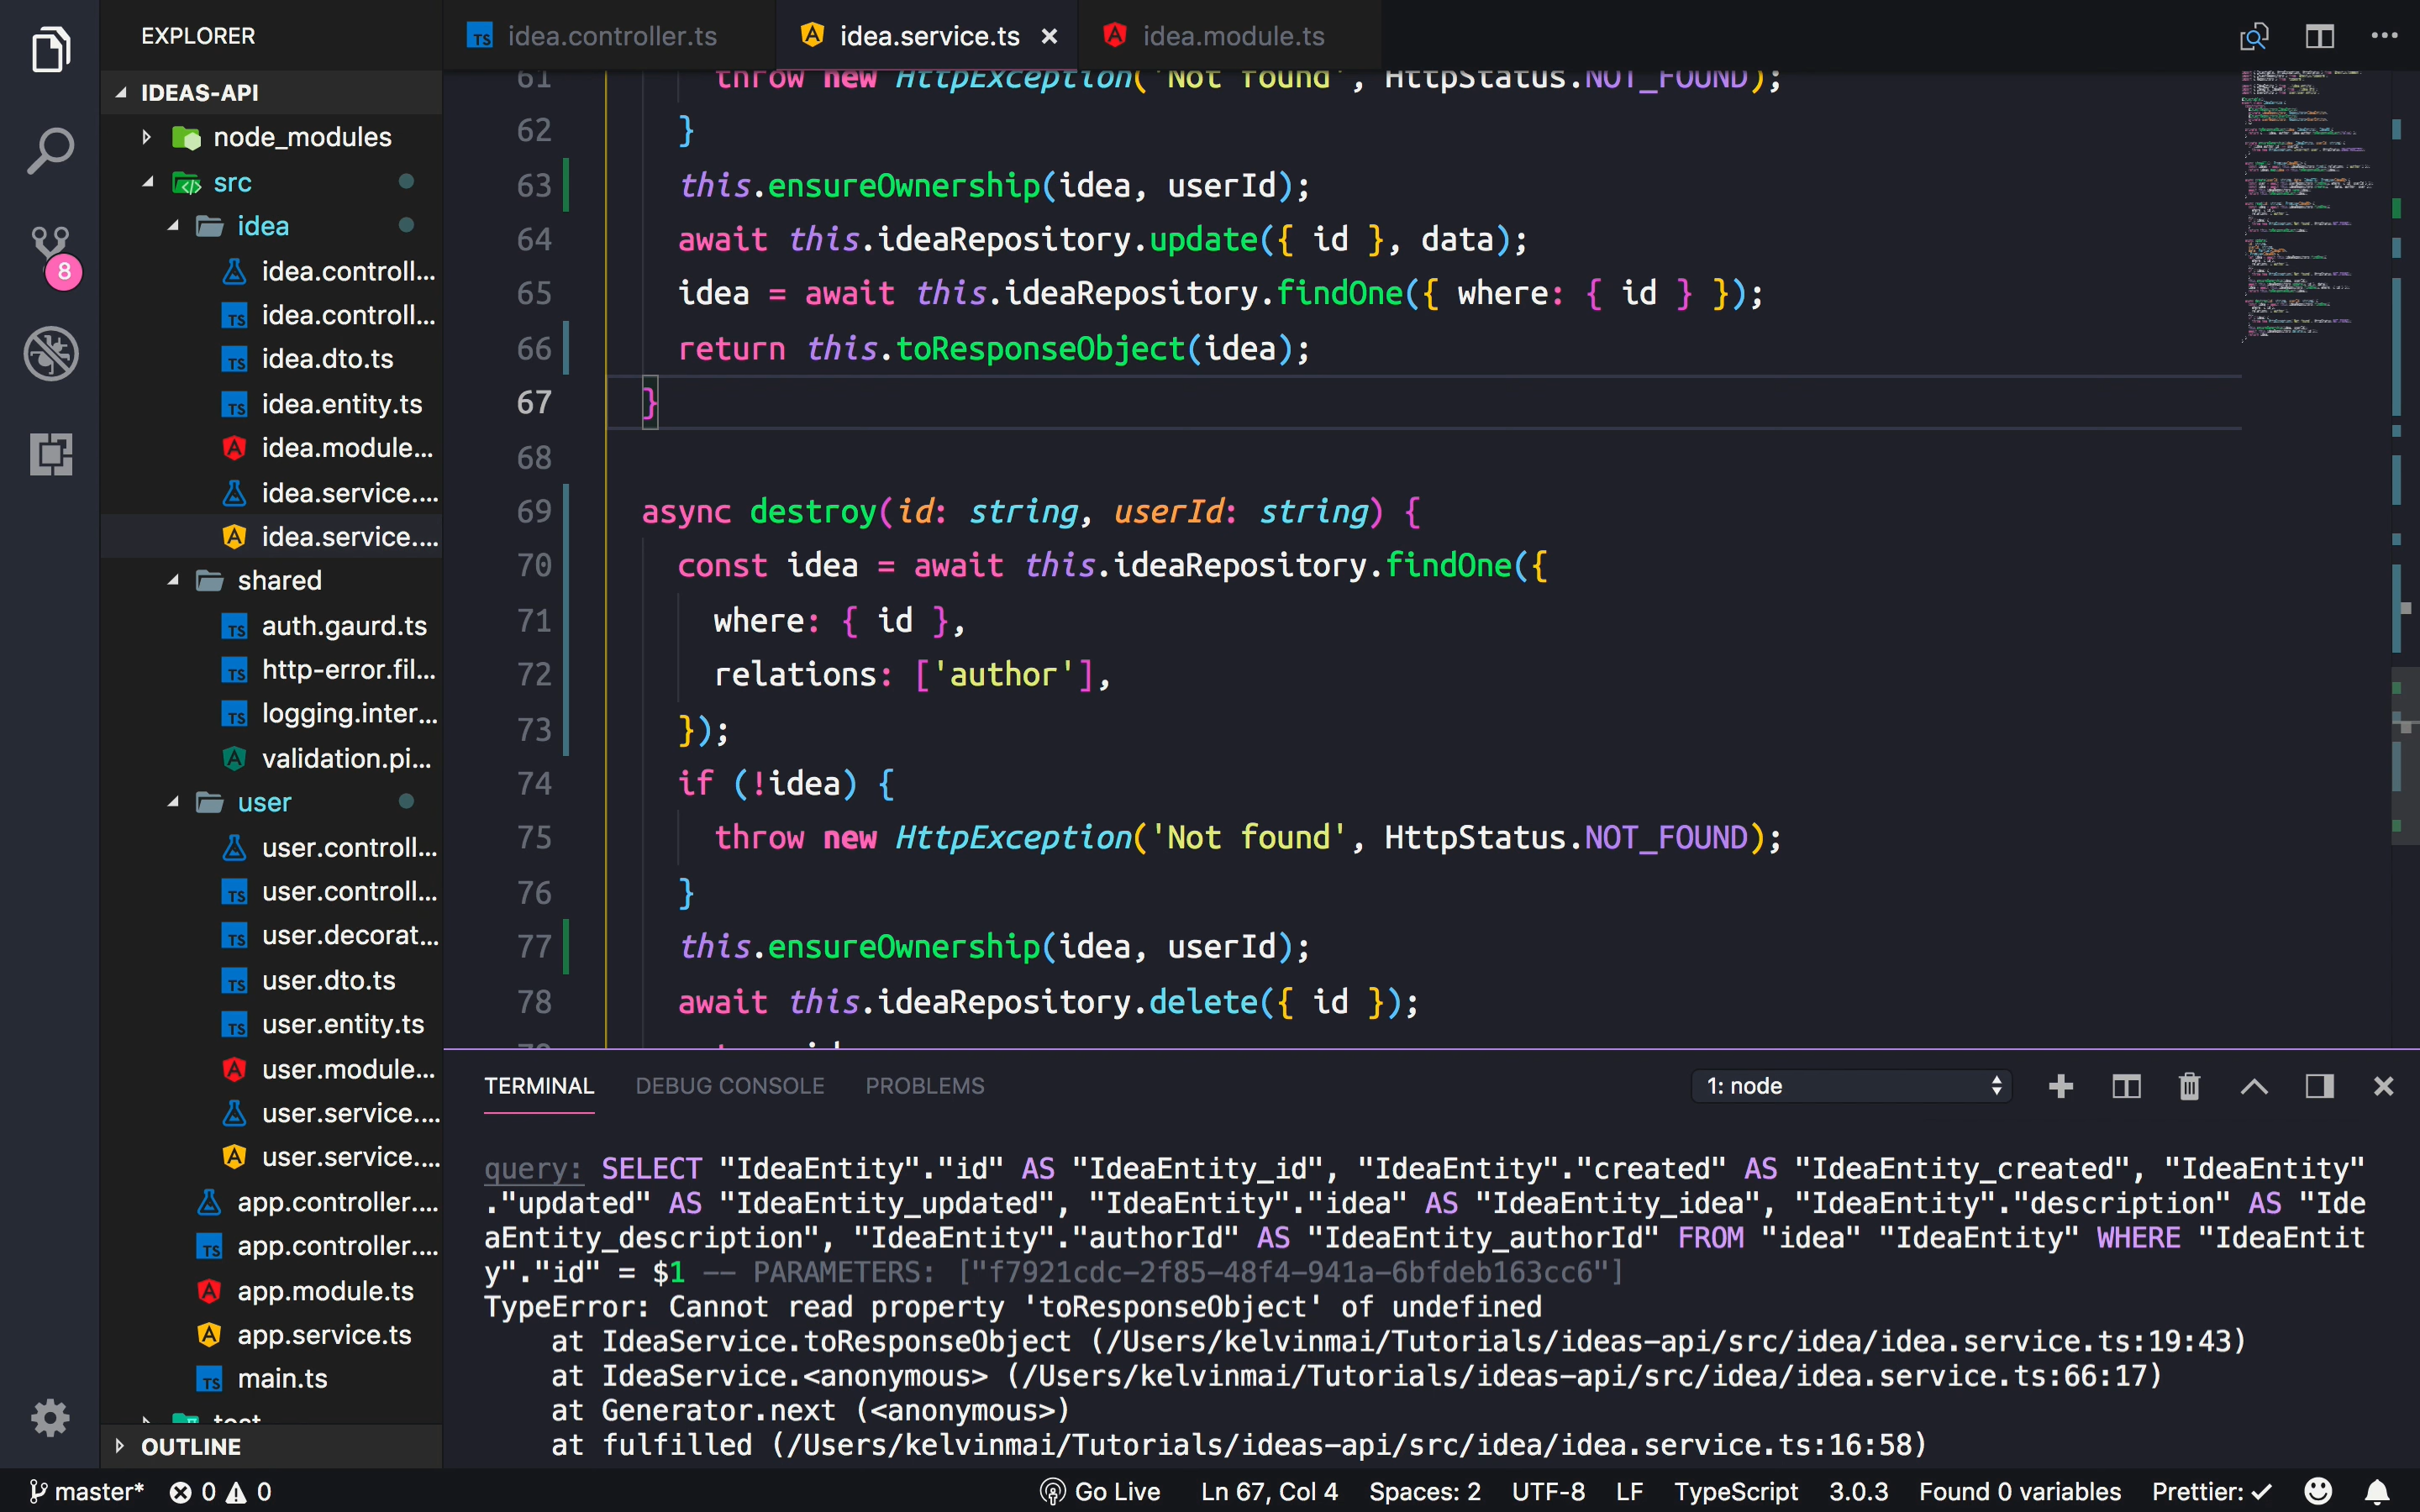 EXPLORER
IDEAS-API
node_modules
src
idea
idea.controll...
idea.controll...
idea.dto.ts
idea.entity.ts
idea.module...
idea.service....
idea.service....
shared
auth.gaurd.ts
http-error.fil...
logging.inter...
validation.pi...
user
user.controll...
user.controll...
user.decorat...
user.dto.ts
user.entity.ts
user.module...
user.service....
user.service....
app.controller....
app.controller....
app.module.ts
app.service.ts
main.ts
test
OUTLINE
8
TS idea.controller.ts
idea.service.ts ×
idea.module.ts
61 throw new HttpException('Not found', HttpStatus.NOT_FOUND);
62 }
63 this.ensureOwnership(idea, userId);
64 await this.ideaRepository.update({ id }, data);
65 idea = await this.ideaRepository.findOne({ where: { id } });
66 return this.toResponseObject(idea);
67 }
68
69 async destroy(id: string, userId: string) {
70 const idea = await this.ideaRepository.findOne({
71 where: { id },
72 relations: ['author'],
73 });
74 if (!idea) {
75 throw new HttpException('Not found', HttpStatus.NOT_FOUND);
76 }
77 this.ensureOwnership(idea, userId);
78 await this.ideaRepository.delete({ id });
TERMINAL DEBUG CONSOLE PROBLEMS 1: node
query: SELECT "IdeaEntity"."id" AS "IdeaEntity_id", "IdeaEntity"."created" AS "IdeaEntity_created", "IdeaEntity"
."updated" AS "IdeaEntity_updated", "IdeaEntity"."idea" AS "IdeaEntity_idea", "IdeaEntity"."description" AS "Ide
aEntity_description", "IdeaEntity"."authorId" AS "IdeaEntity_authorId" FROM "idea" "IdeaEntity" WHERE "IdeaEntit
y"."id" = $1 -- PARAMETERS: ["f7921cdc-2f85-48f4-941a-6bfdeb163cc6"]
TypeError: Cannot read property 'toResponseObject' of undefined
at IdeaService.toResponseObject (/Users/kelvinmai/Tutorials/ideas-api/src/idea/idea.service.ts:19:43)
at IdeaService.<anonymous> (/Users/kelvinmai/Tutorials/ideas-api/src/idea/idea.service.ts:66:17)
at Generator.next (<anonymous>)
at fulfilled (/Users/kelvinmai/Tutorials/ideas-api/src/idea/idea.service.ts:16:58)
master* 0 0 Go Live Ln 67, Col 4 Spaces: 2 UTF-8 LF TypeScript 3.0.3 Found 0 variables Prettier: ✓